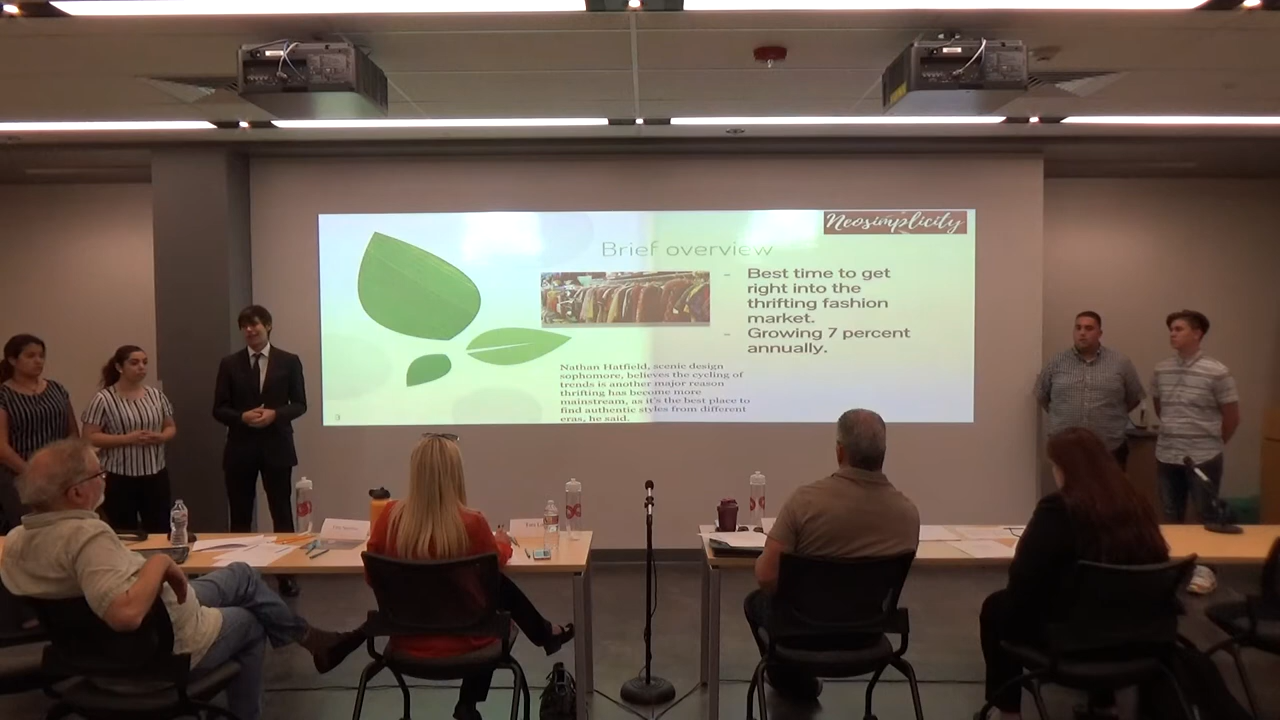 Neosimplicity
Brief overview
- Best time to get
right into the
thrifting fashion
market.
- Growing 7 percent
annually.
Nathan Hatfield, scenic design
sophomore, believes the cycling of
trends is another major reason
thrifting has become more
mainstream, as it's the best place to
find authentic styles from different
eras, he said.